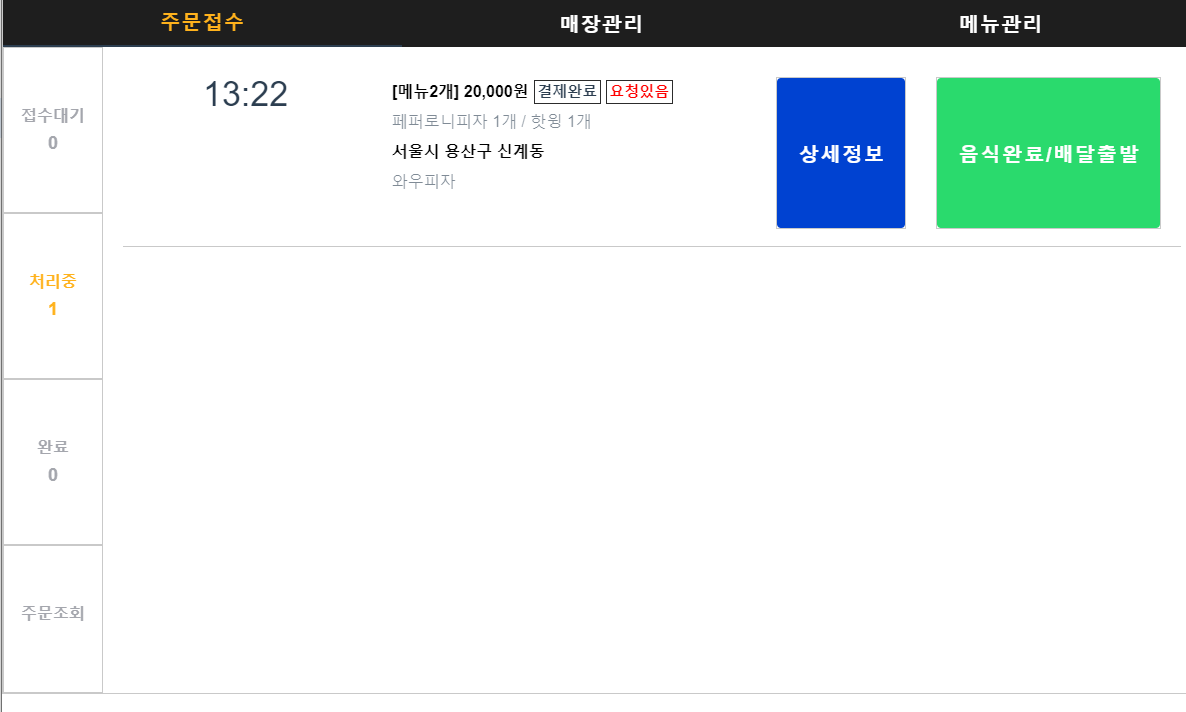 주문접수
매장관리
메뉴관리
접수대기
0
처리중
1
완료
0
주문조회
13:22
[메뉴2개] 20,000원 결제완료 요청있음
페퍼로니피자 1개 / 핫윙 1개
서울시 용산구 신계동
와우피자
상세정보
음식완료/배달출발